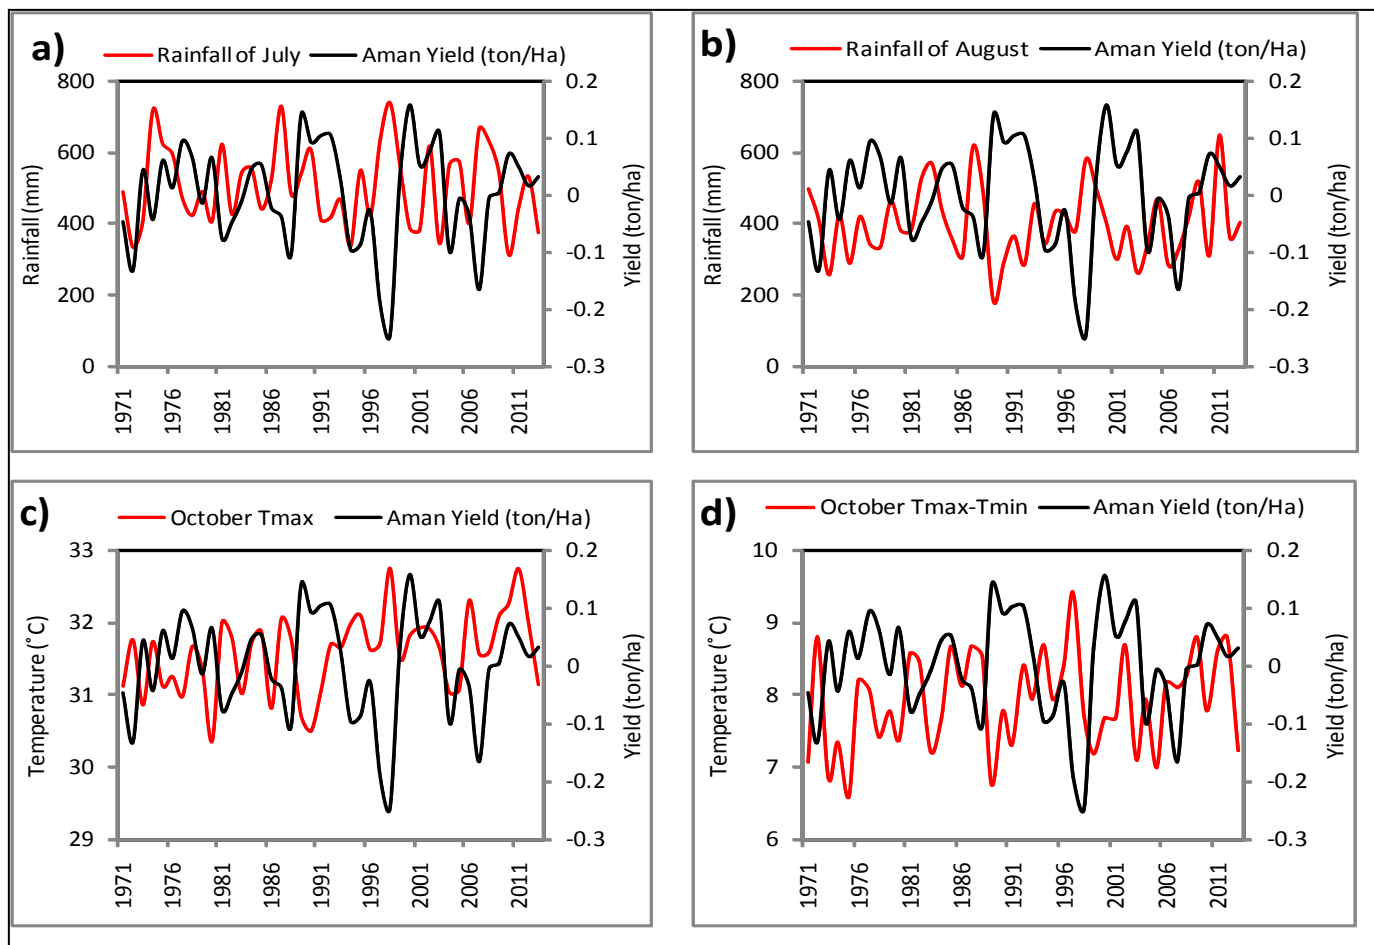 a)
Rainfall of July Aman Yield (ton/Ha)
800
600
400
200
0
0.2
0.1
0
-0.1
-0.2
-0.3
Rainfall (mm)
Yield (ton/ha)
1971 1976 1981 1986 1991 1996 2001 2006 2011
b)
Rainfall of August Aman Yield (ton/Ha)
800
600
400
200
0
0.2
0.1
0
-0.1
-0.2
-0.3
Rainfall (mm)
Yield (ton/ha)
1971 1976 1981 1986 1991 1996 2001 2006 2011
c)
October Tmax Aman Yield (ton/Ha)
33
32
31
30
29
0.2
0.1
0
-0.1
-0.2
-0.3
Temperature (˚C)
Yield (ton/ha)
1971 1976 1981 1986 1991 1996 2001 2006 2011
d)
October Tmax-Tmin Aman Yield (ton/Ha)
10
9
8
7
6
0.2
0.1
0
-0.1
-0.2
-0.3
Temperature (˚C)
Yield (ton/ha)
1971 1976 1981 1986 1991 1996 2001 2006 2011